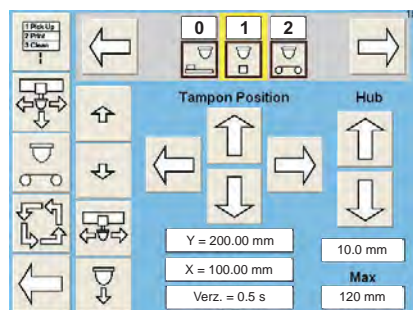 1 Pick Up
2 Print
3 Clean
0 1 2
Tampon Position
Hub
Y = 200.00 mm
X = 100.00 mm
Verz. = 0.5 s
10.0 mm
Max
120 mm